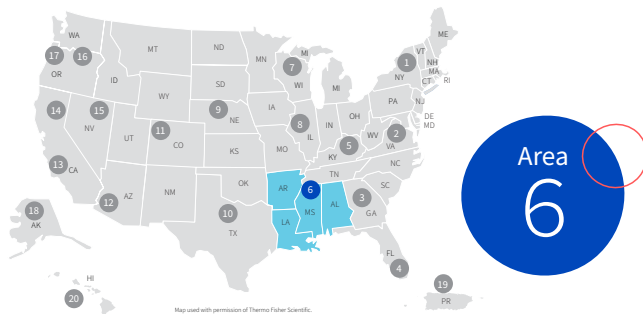 WA
MT
ND
MN
MI
ME
VT
NH
MA
CT
RI
17
16
OR
ID
WY
SD
7
WI
MI
1
NY
14
15
NV
UT
11
CO
9
NE
IA
8
IL
IN
OH
PA
NJ
DE
MD
WV
2
VA
13
CA
KS
MO
5
KY
NC
12
AZ
NM
OK
AR
6
TN
SC
10
TX
LA
MS
AL
3
GA
18
AK
FL
4
20
HI
19
PR
Map used with permission of Thermo Fisher Scientific.
Area
6